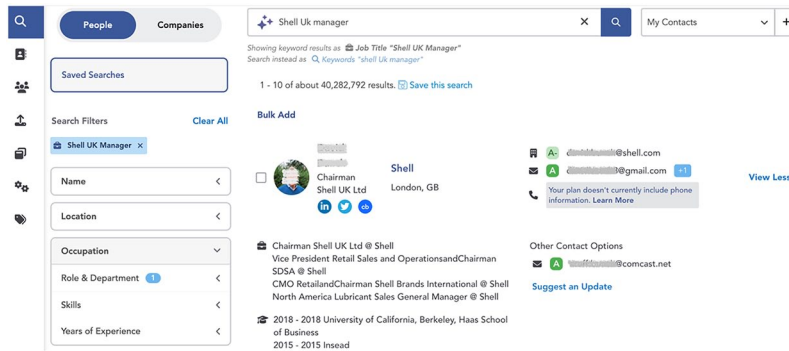 People
Companies
Shell Uk manager
My Contacts
Showing keyword results as Job Title "Shell UK Manager"
Search instead as Keywords "shell Uk manager"
Saved Searches
1 - 10 of about 40,282,792 results. Save this search
Search Filters
Clear All
Bulk Add
Shell UK Manager ×
Name
Location
Occupation
Role & Department 1
Skills
Years of Experience
Chairman
Shell UK Ltd
in
cb
Shell
London, GB
A- @shell.com
A @gmail.com +1
Your plan doesn't currently include phone
information. Learn More
View Less
Chairman Shell UK Ltd @ Shell
Vice President Retail Sales and OperationsandChairman
SDSA @ Shell
CMO RetailandChairman Shell Brands International @ Shell
North America Lubricant Sales General Manager @ Shell
2018 - 2018 University of California, Berkeley, Haas School
of Business
2015 - 2015 Insead
Other Contact Options
A @comcast.net
Suggest an Update